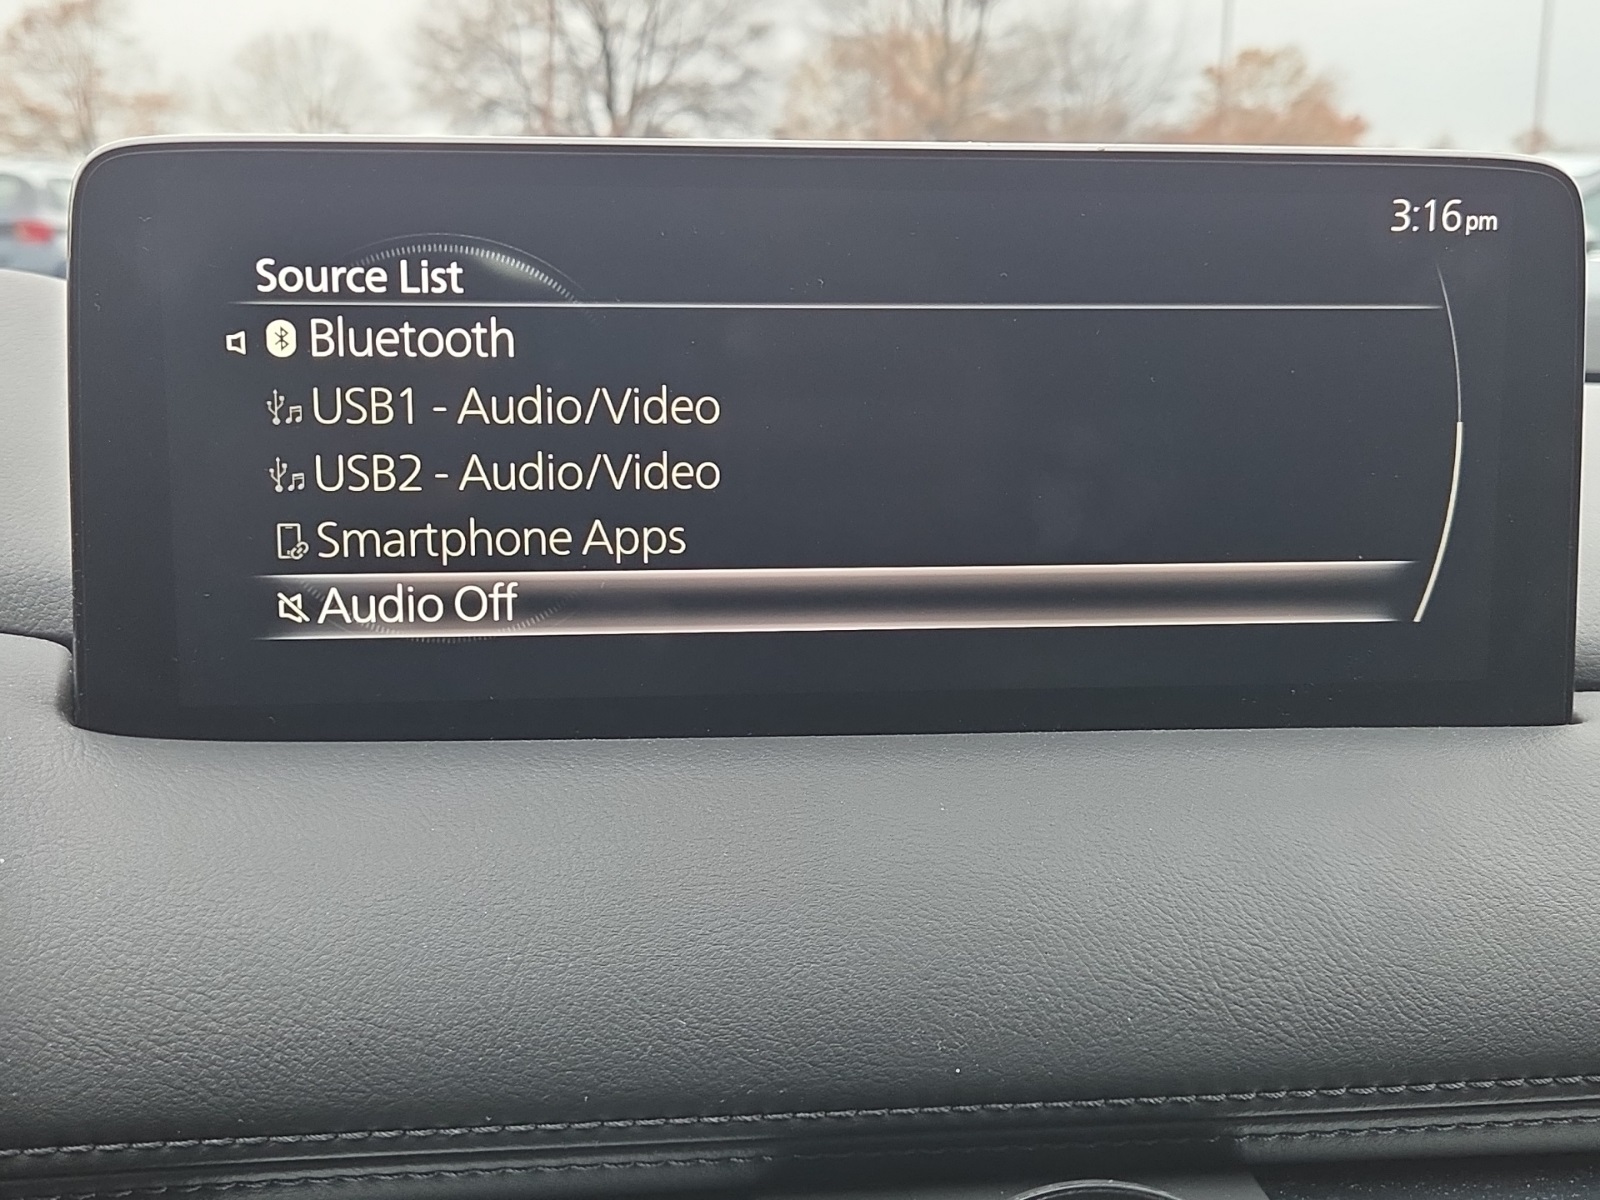 3:16pm
Source List
Bluetooth
USB1 - Audio/Video
USB2 - Audio/Video
Smartphone Apps
Audio Off